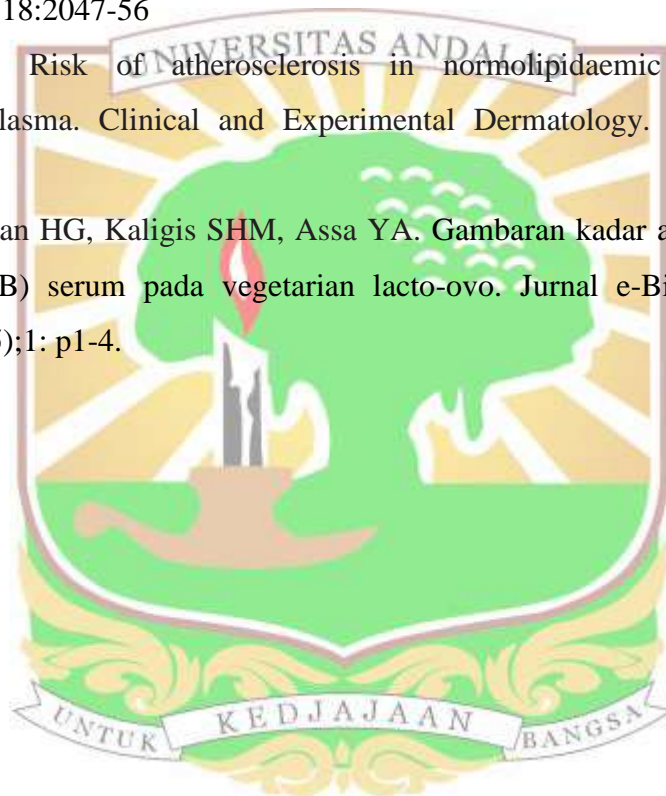 18:2047-56
UNIVERSITAS ANDALAS
Risk of atherosclerosis in normolipidaemic
lasma. Clinical and Experimental Dermatology.
an HG, Kaligis SHM, Assa YA. Gambaran kadar a
B) serum pada vegetarian lacto-ovo. Jurnal e-Bi
);1: p1-4.
UNTUK KEDJAJAAN BANGSA